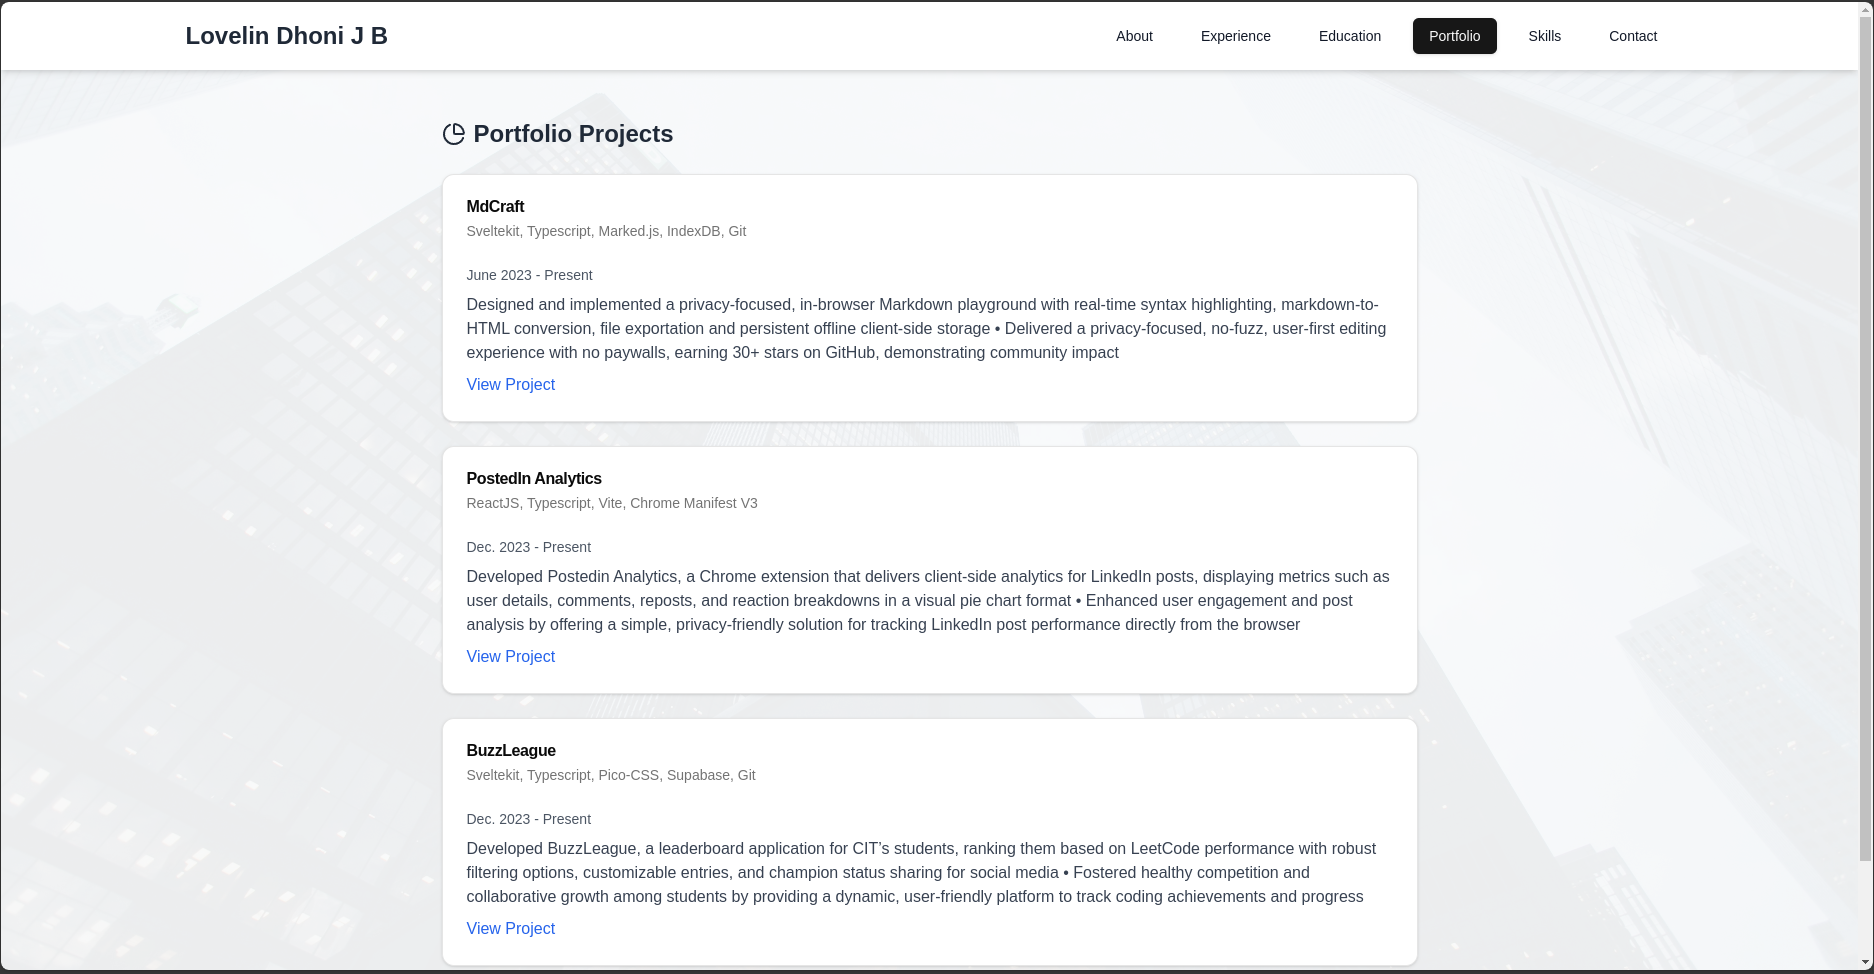 Lovelin Dhoni J B
About Experience Education Portfolio Skills Contact
Portfolio Projects
MdCraft
Sveltekit, Typescript, Marked.js, IndexDB, Git
June 2023 - Present
Designed and implemented a privacy-focused, in-browser Markdown playground with real-time syntax highlighting, markdown-to-
HTML conversion, file exportation and persistent offline client-side storage • Delivered a privacy-focused, no-fuzz, user-first editing
experience with no paywalls, earning 30+ stars on GitHub, demonstrating community impact
View Project
PostedIn Analytics
ReactJS, Typescript, Vite, Chrome Manifest V3
Dec. 2023 - Present
Developed Postedin Analytics, a Chrome extension that delivers client-side analytics for LinkedIn posts, displaying metrics such as
user details, comments, reposts, and reaction breakdowns in a visual pie chart format • Enhanced user engagement and post
analysis by offering a simple, privacy-friendly solution for tracking LinkedIn post performance directly from the browser
View Project
BuzzLeague
Sveltekit, Typescript, Pico-CSS, Supabase, Git
Dec. 2023 - Present
Developed BuzzLeague, a leaderboard application for CIT’s students, ranking them based on LeetCode performance with robust
filtering options, customizable entries, and champion status sharing for social media • Fostered healthy competition and
collaborative growth among students by providing a dynamic, user-friendly platform to track coding achievements and progress
View Project